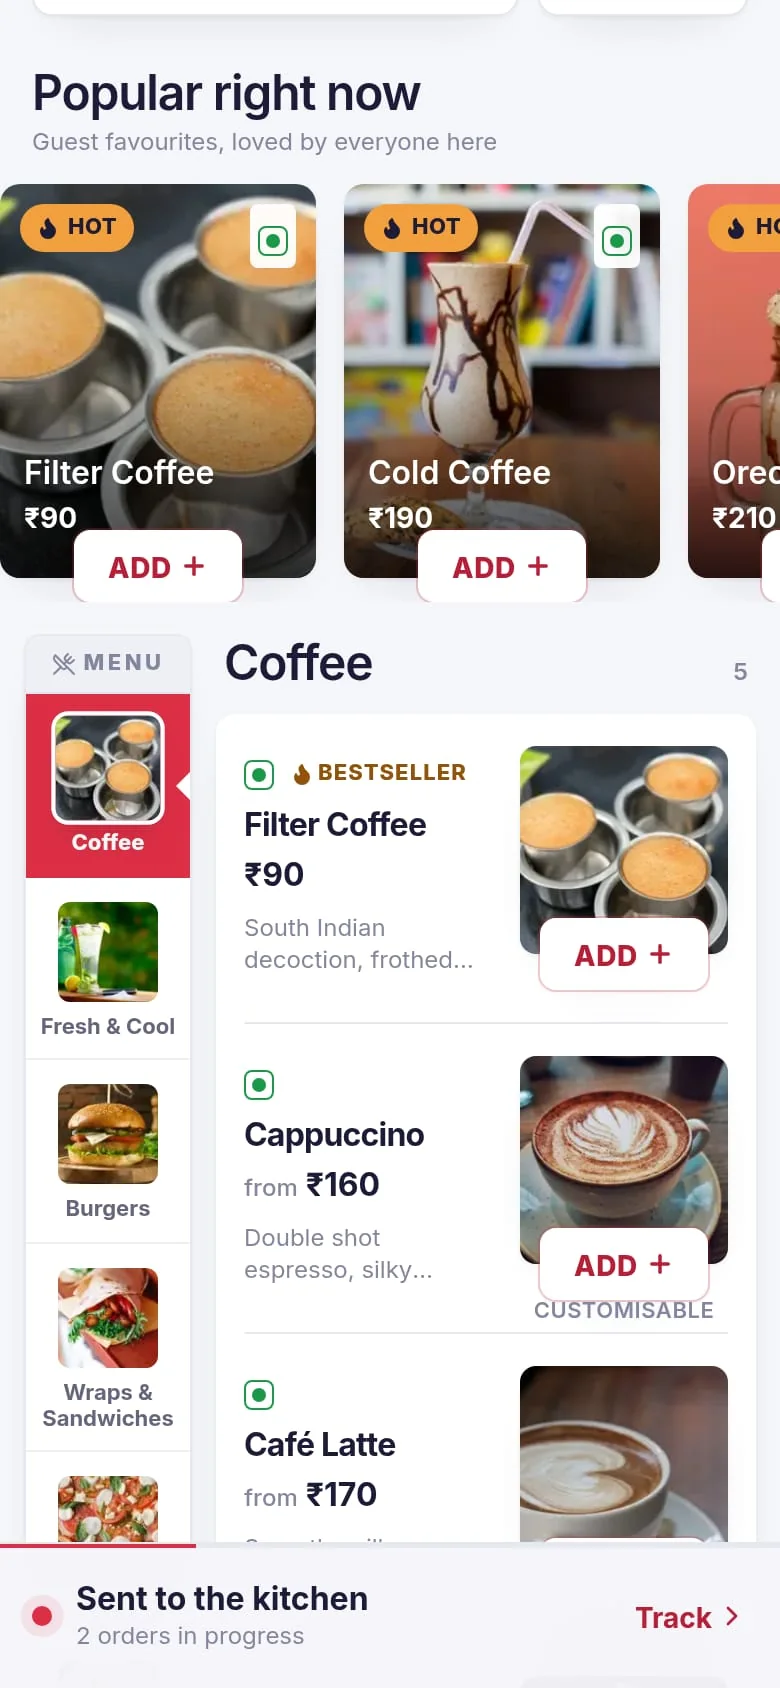 Popular right now
Guest favourites, loved by everyone here
HOT
HOT
Filter Coffee
₹90
ADD +
Cold Coffee
₹190
ADD +
₹210
MENU
Coffee
Fresh & Cool
Burgers
Wraps &
Sandwiches
Coffee
5
BESTSELLER
Filter Coffee
₹90
South Indian
decoction, frothed...
ADD +
Cappuccino
from ₹160
Double shot
espresso, silky...
ADD +
CUSTOMISABLE
Café Latte
from ₹170
Sent to the kitchen
2 orders in progress
Track >